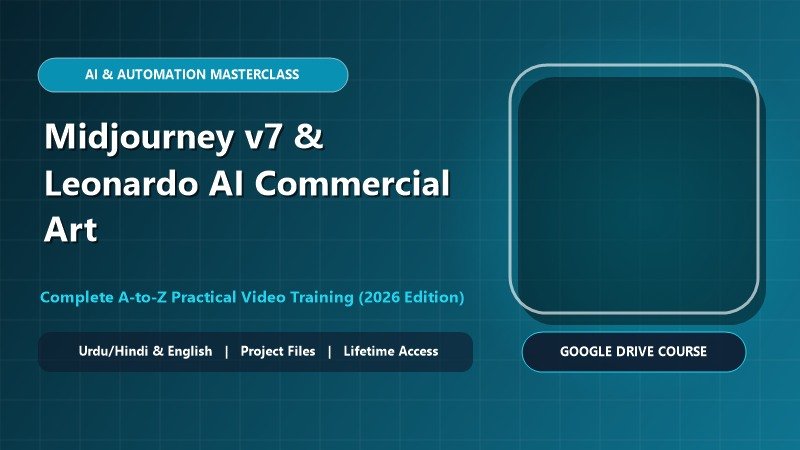 AI & AUTOMATION MASTERCLASS
Midjourney v7 &
Leonardo AI Commercial
Art
Complete A-to-Z Practical Video Training (2026 Edition)
Urdu/Hindi & English | Project Files | Lifetime Access
GOOGLE DRIVE COURSE